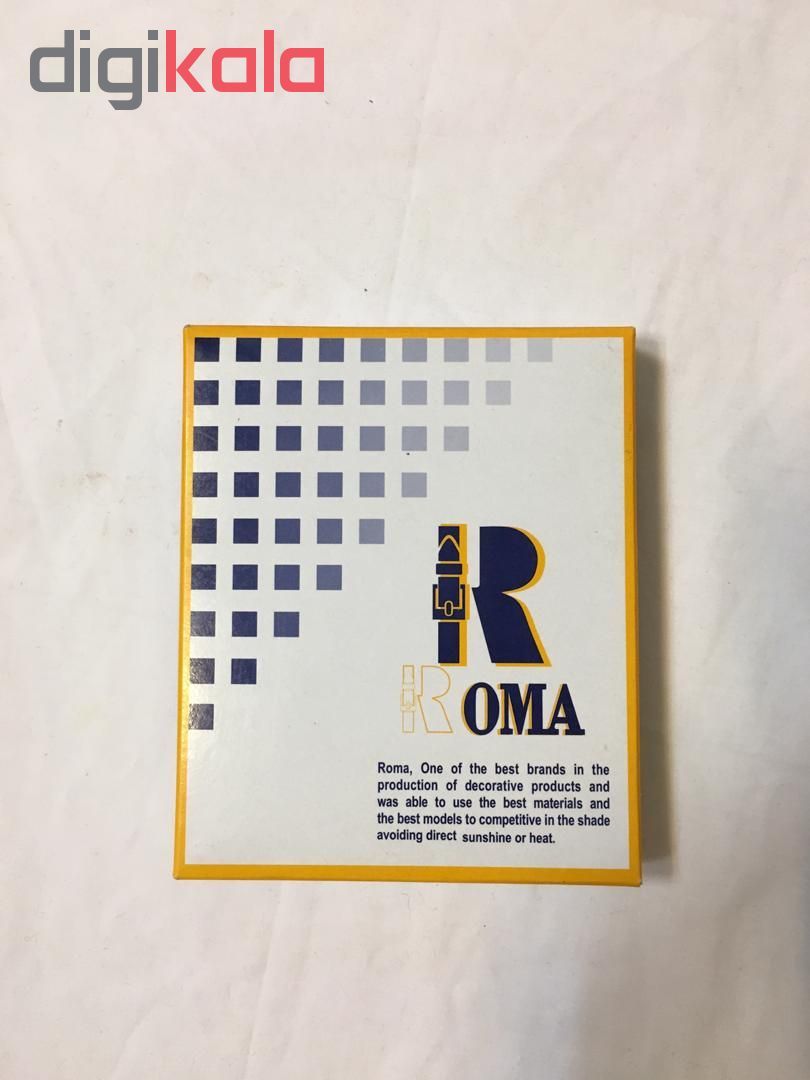 digikala
R
ROMA
Roma, One of the best brands in the
production of decorative products and
was able to use the best materials and
the best models to competitive in the shade
avoiding direct sunshine or heat.